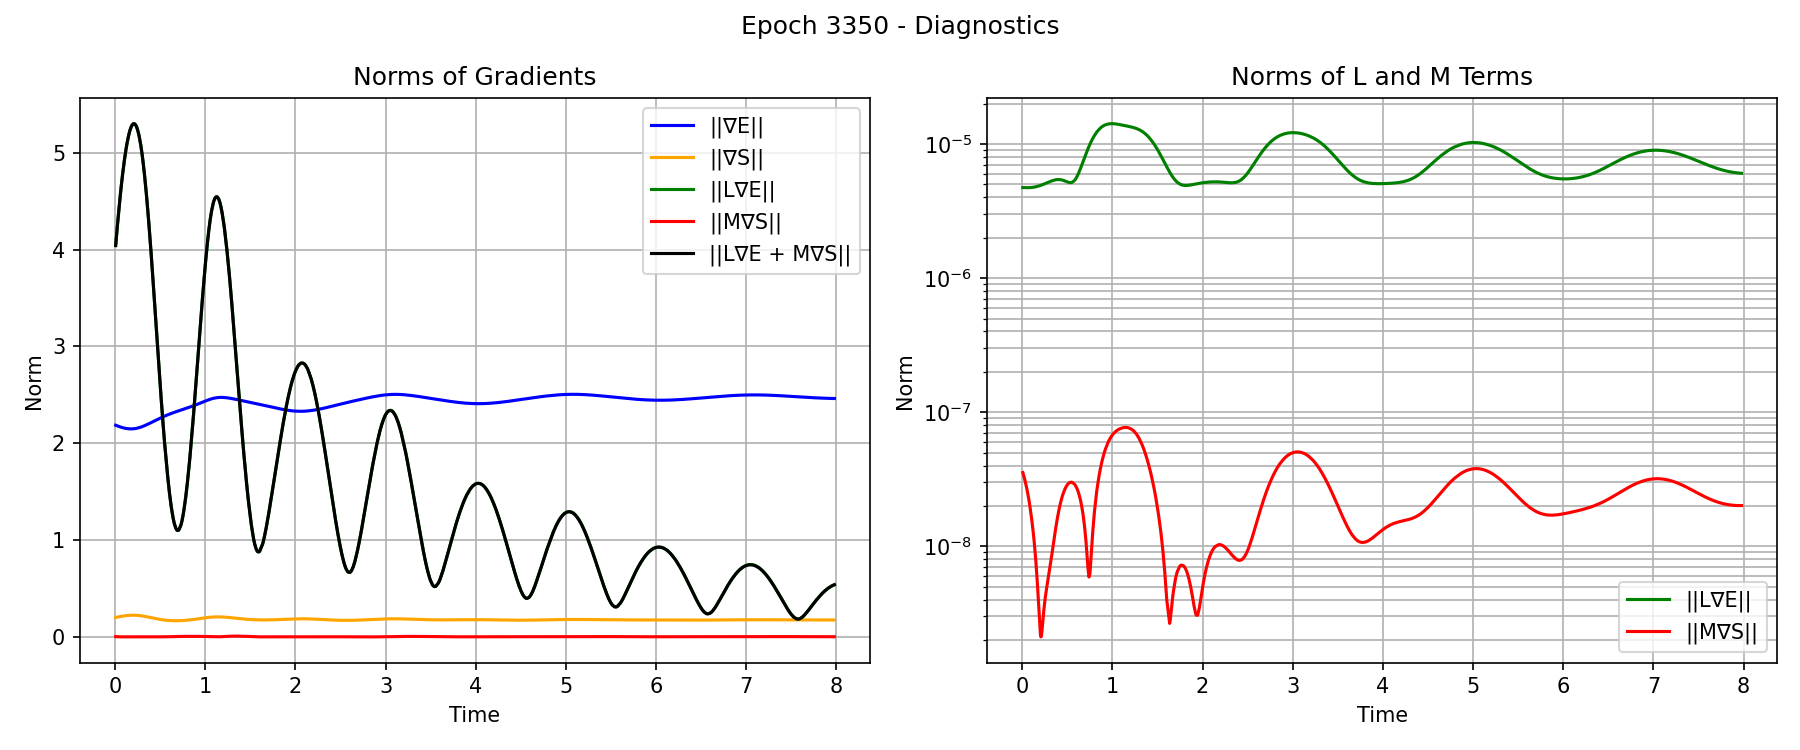 Epoch 3350 - Diagnostics
Norms of Gradients
Norm
5
4
3
2
1
0
||∇E||
||∇S||
||L∇E||
||M∇S||
||L∇E + M∇S||
0 1 2 3 4 5 6 7 8
Time
Norms of L and M Terms
Norm
10⁻⁵
10⁻⁶
10⁻⁷
10⁻⁸
||L∇E||
||M∇S||
0 1 2 3 4 5 6 7 8
Time